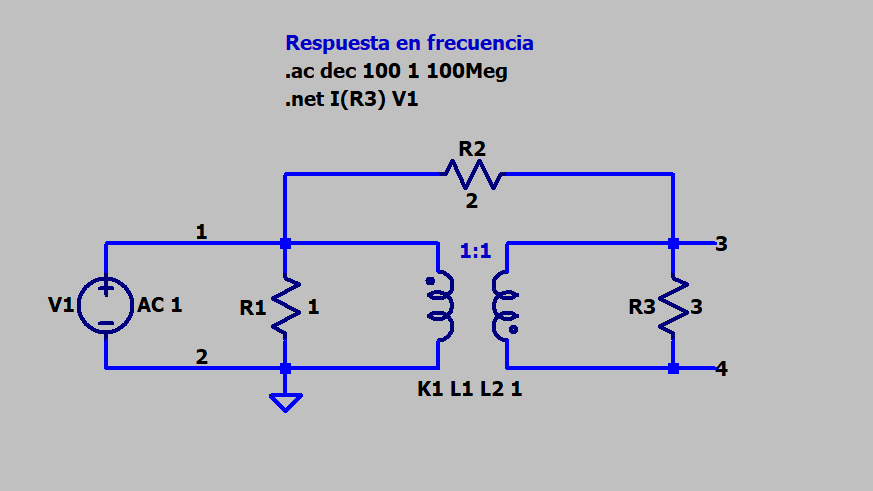 Respuesta en frecuencia
.ac dec 100 1 100Meg
.net I(R3) V1
R2
2
1
1:1
3
V1
AC 1
R1
1
R3
3
2
4
K1 L1 L2 1